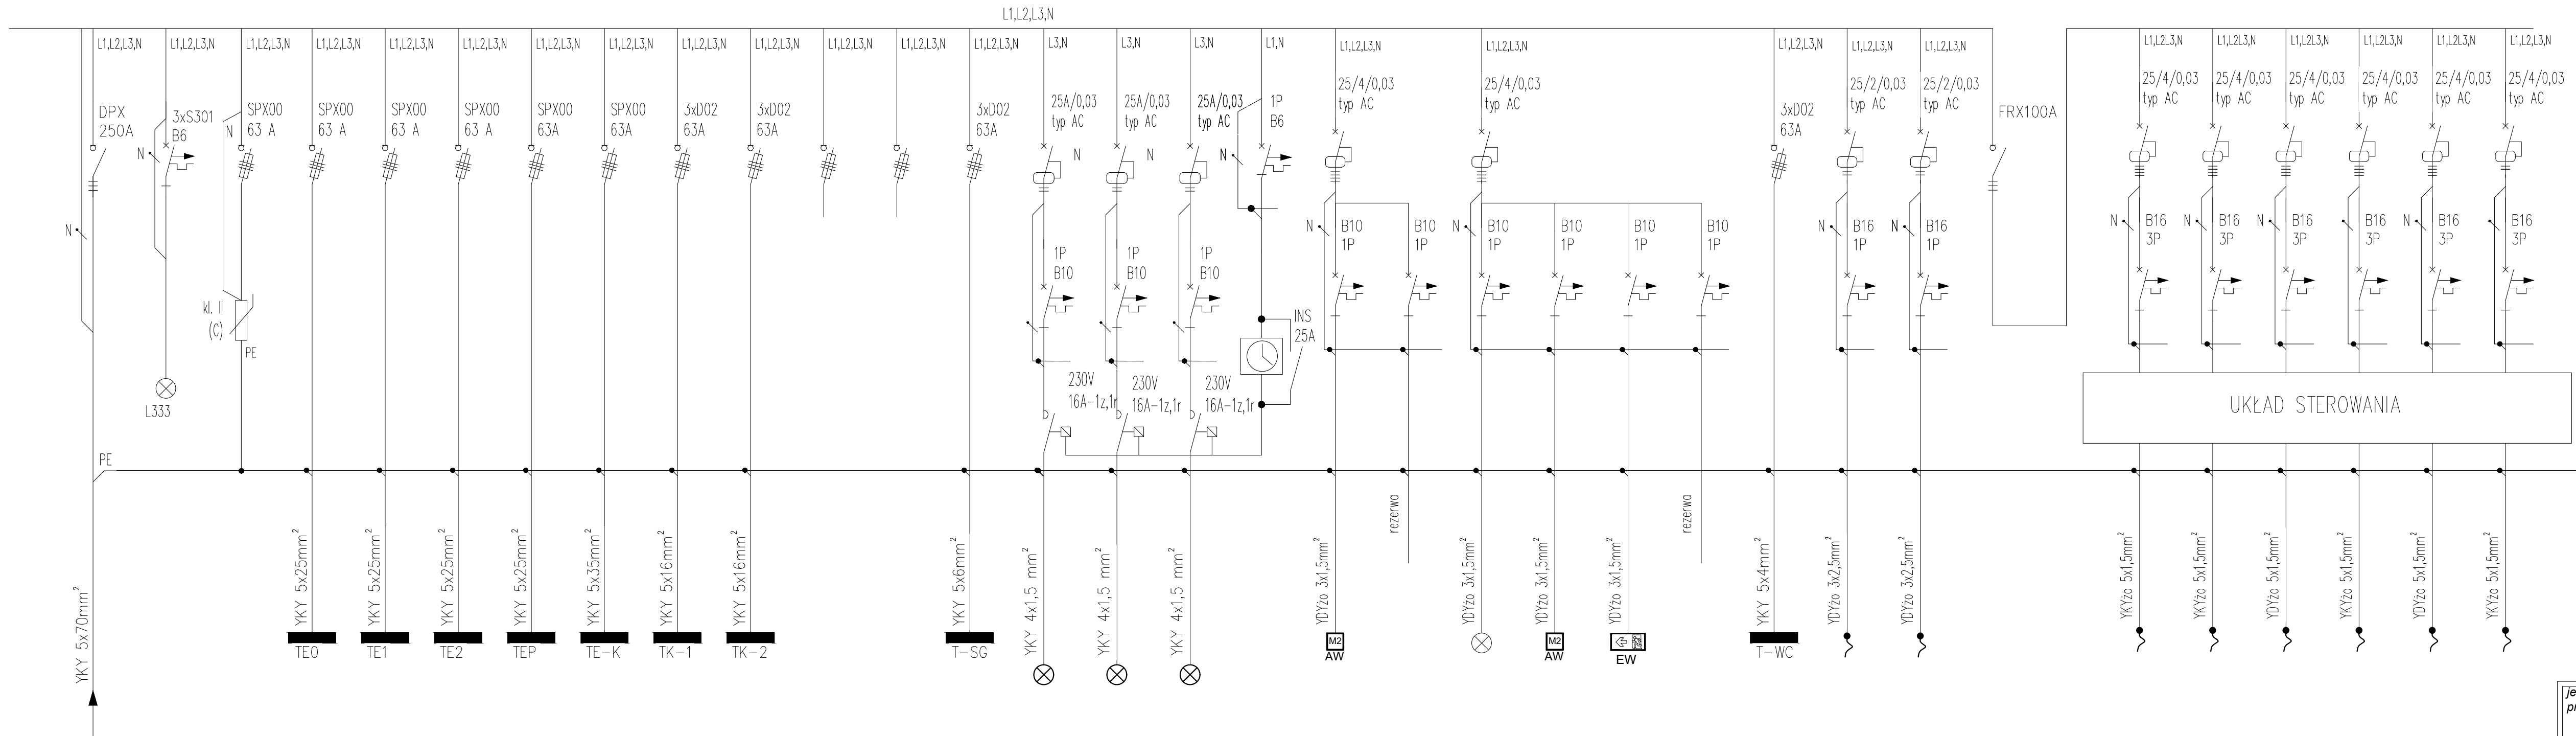 L1,L2,L3,N
L1,L2,L3,N
L1,L2,L3,N
L1,L2,L3,N
L1,L2,L3,N
L1,L2,L3,N
L1,L2,L3,N
L1,L2,L3,N
L1,L2,L3,N
L1,L2,L3,N
L1,L2,L3,N
L1,L2,L3,N
L1,L2,L3,N
L1,L2,L3,N
L3,N
L3,N
L3,N
L1,N
L1,L2,L3,N
L1,L2,L3,N
L1,L2,L3,N
L1,L2,L3,N
L1,L2,L3,N
L1,L2L3,N
L1,L2,L3,N
L1,L2,L3,N
L1,L2L3,N
L1,L2L3,N
L1,L2,L3,N
DPX
250A
3xS301
B6
SPX00
63 A
SPX00
63 A
SPX00
63 A
SPX00
63 A
SPX00
63A
SPX00
63A
3xD02
63A
3xD02
63A
3xD02
63A
25A/0,03
typ AC
25A/0,03
typ AC
25A/0,03
typ AC
1P
B6
25/4/0,03
typ AC
25/4/0,03
typ AC
3xD02
63A
25/2/0,03
typ AC
25/2/0,03
typ AC
FRX100A
25/4/0,03
typ AC
25/4/0,03
typ AC
25/4/0,03
typ AC
25/4/0,03
typ AC
25/4/0,03
typ AC
25/4/0,03
typ AC
N
N
N
N
N
N
N
N
B10
1P
B10
1P
N
B10
1P
B10
1P
B10
1P
B10
1P
N
B16
1P
N
B16
1P
N
B16
3P
N
B16
3P
N
B16
3P
B16
3P
N
B16
3P
B16
3P
1P
B10
1P
B10
1P
B10
kl. II
(C)
PE
INS
25A
L333
230V
16A-1z,1r
230V
16A-1z,1r
230V
16A-1z,1r
UKŁAD STEROWANIA
PE
rezerwa
rezerwa
YKY 5x70mm²
YKY 5x25mm²
YKY 5x25mm²
YKY 5x25mm²
YKY 5x25mm²
YKY 5x35mm²
YKY 5x16mm²
YKY 5x16mm²
YKY 5x6mm²
YKY 4x1,5 mm²
YKY 4x1,5 mm²
YKY 4x1,5 mm²
YDYżo 3x1,5mm²
YDYżo 3x1,5mm²
YDYżo 3x1,5mm²
YDYżo 3x1,5mm²
YKY 5x4mm²
YDYżo 3x2,5mm²
YDYżo 3x2,5mm²
YKYżo 5x1,5mm²
YKYżo 5x1,5mm²
YDYżo 5x1,5mm²
YKYżo 5x1,5mm²
YDYżo 5x1,5mm²
YKYżo 5x1,5mm²
TE0
TE1
TE2
TEP
TE-K
TK-1
TK-2
T-SG
M2
AW
M2
AW
EW
T-WC
je
pr